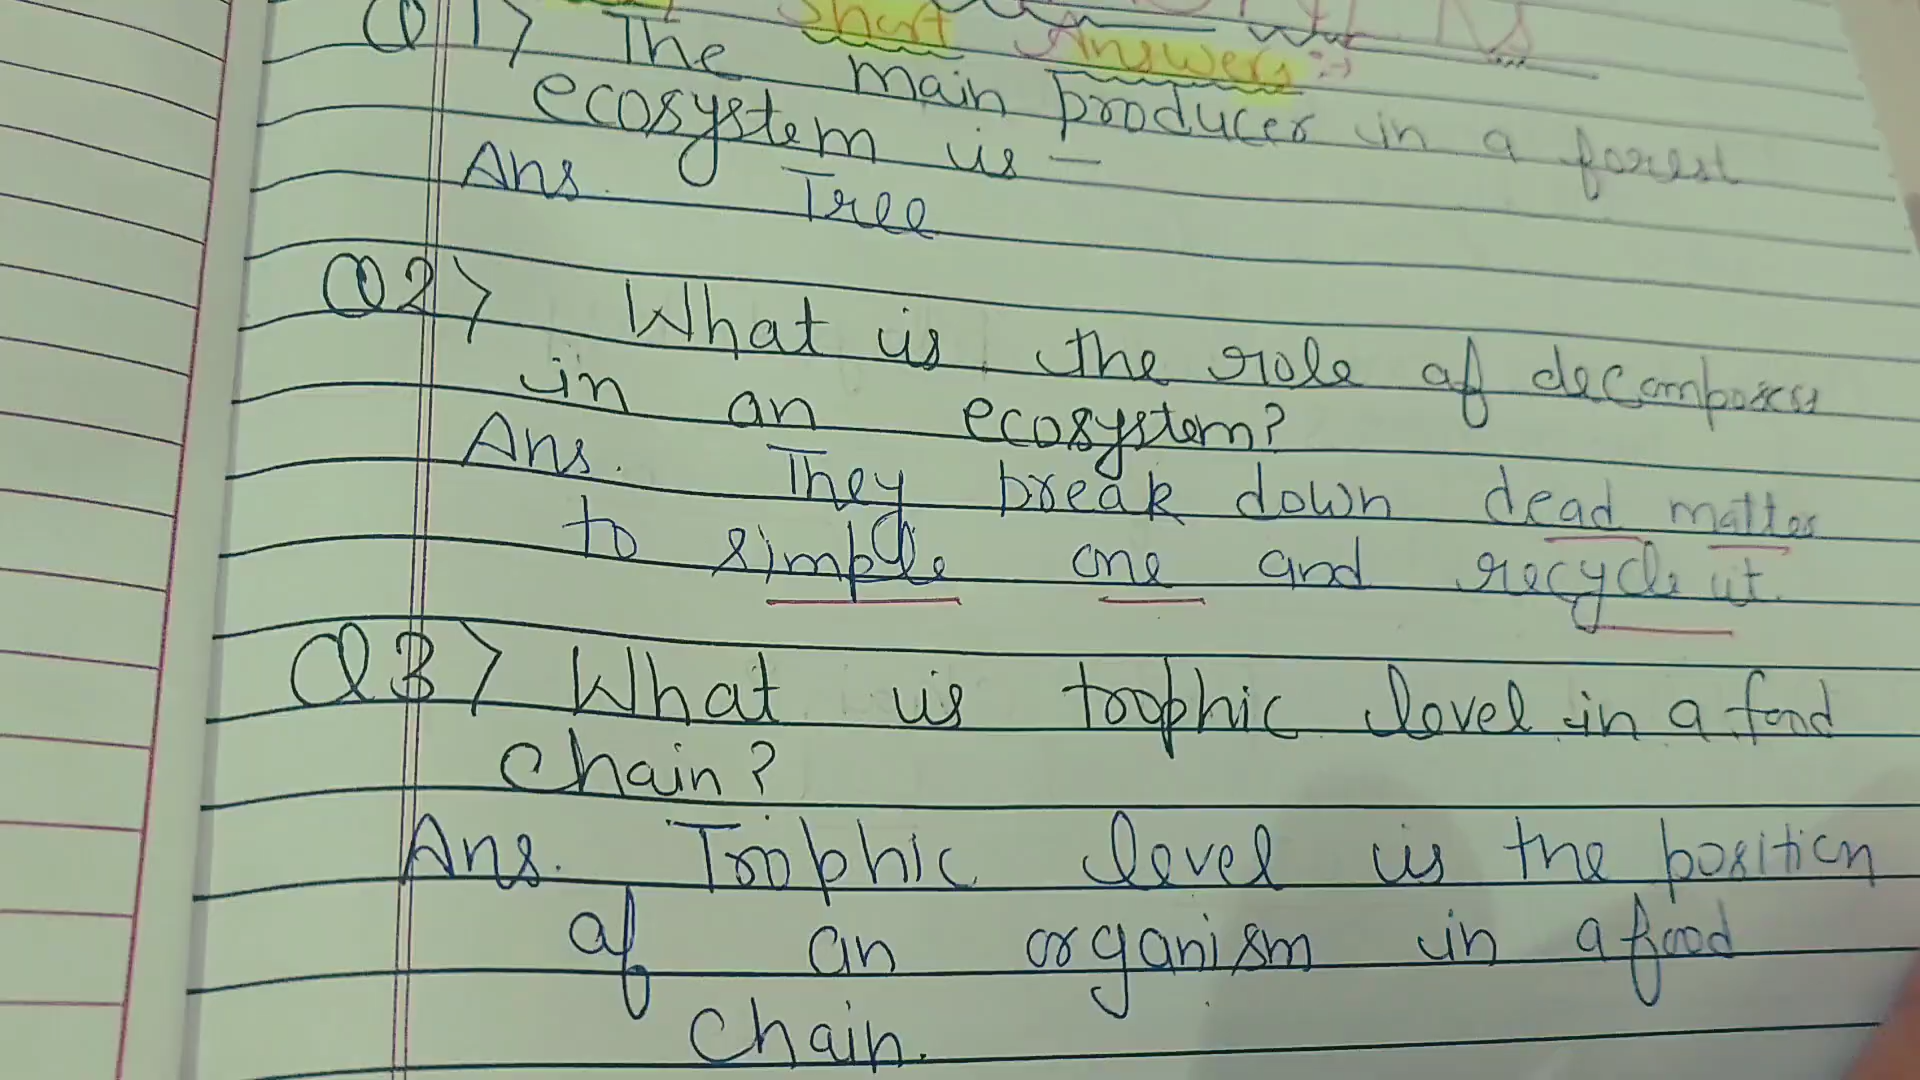 Short Answers :-
Q1> The main producer in a forest
ecosystem is -
Ans. Tree
Q2> What is the role of decomposers
in an ecosystem?
Ans. They break down dead matter
to simple one and recycle it.
Q3> What is trophic level in a food
chain?
Ans. Trophic level is the position
of an organism in a food
chain.